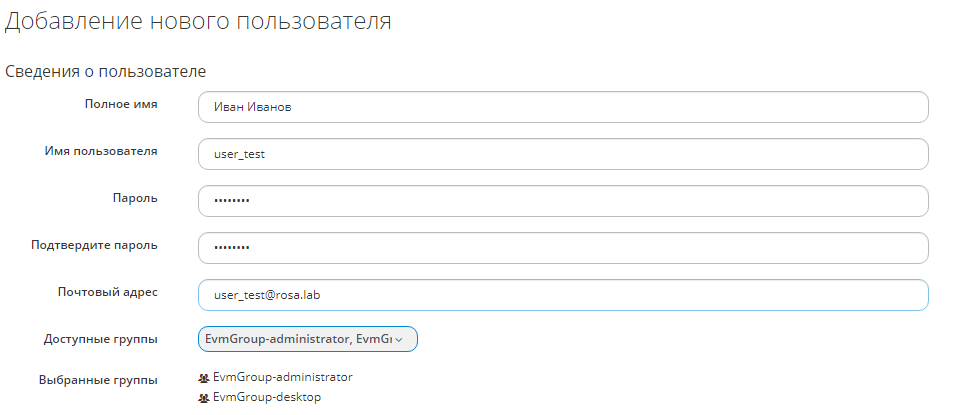 Добавление нового пользователя
Сведения о пользователе
Полное имя Иван Иванов
Имя пользователя user_test
Пароль ••••••••
Подтвердите пароль ••••••••
Почтовый адрес user_test@rosa.lab
Доступные группы EvmGroup-administrator, EvmGr
Выбранные группы EvmGroup-administrator
EvmGroup-desktop